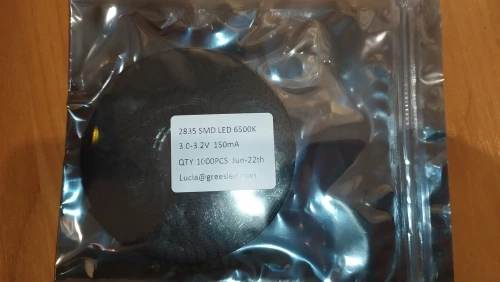 2835 SMD LED 6500K
3.0-3.2V 150mA
QTY 1000PCS Jun-22th